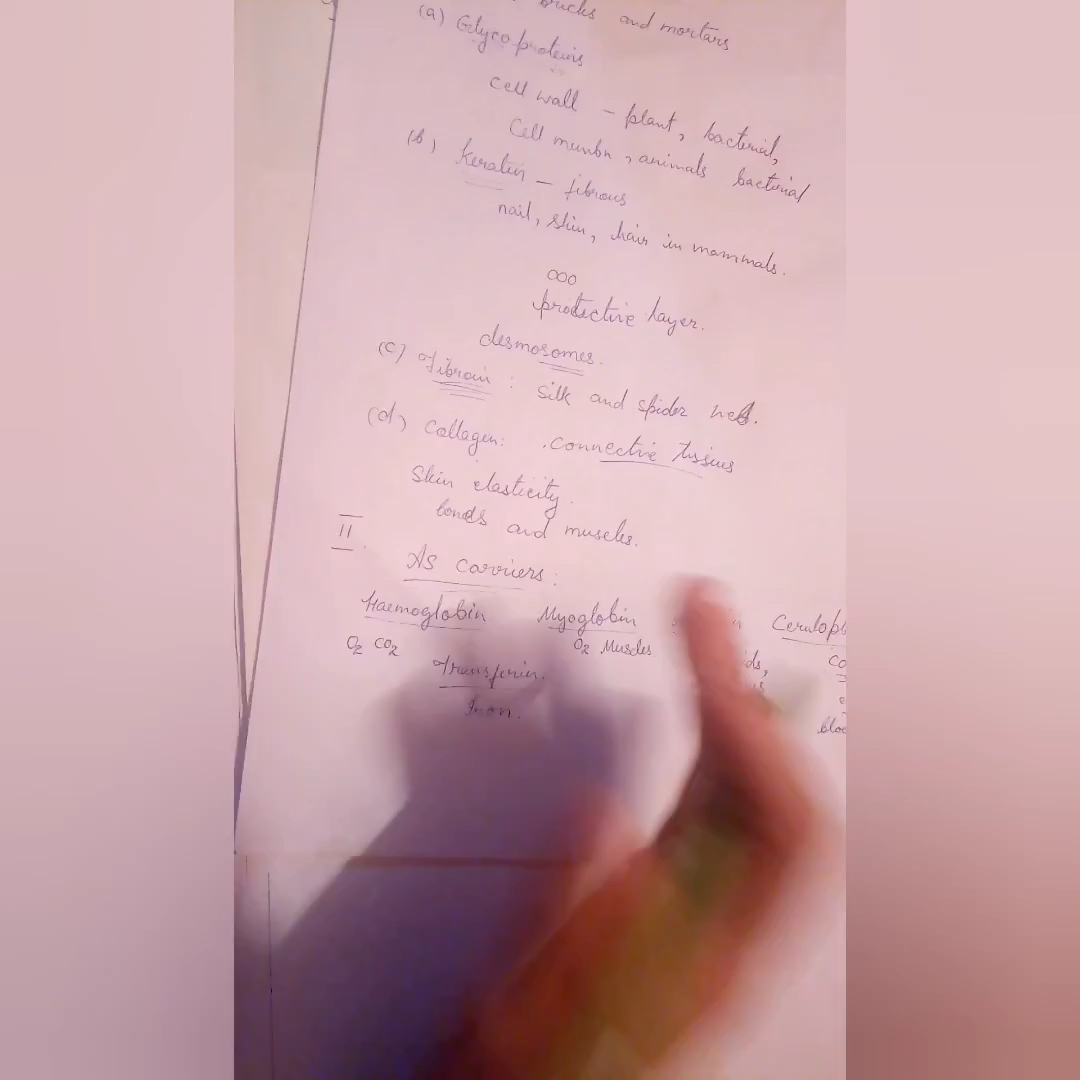 bricks and mortars
(a) Glycoproteins
Cell wall - plant, bacterial,
Cell membn, animals bacterial
(b) Keratin - fibrous
nail, skin, hair in mammals.
protective layer.
desmosomes.
(c) fibroin : silk and spider web.
(d) Collagen: connective tissues
Skin elasticity.
and muscles.
II. As carriers:
Haemoglobin Myoglobin
O2 CO2 O2 Muscles
Transferin.
Iron.